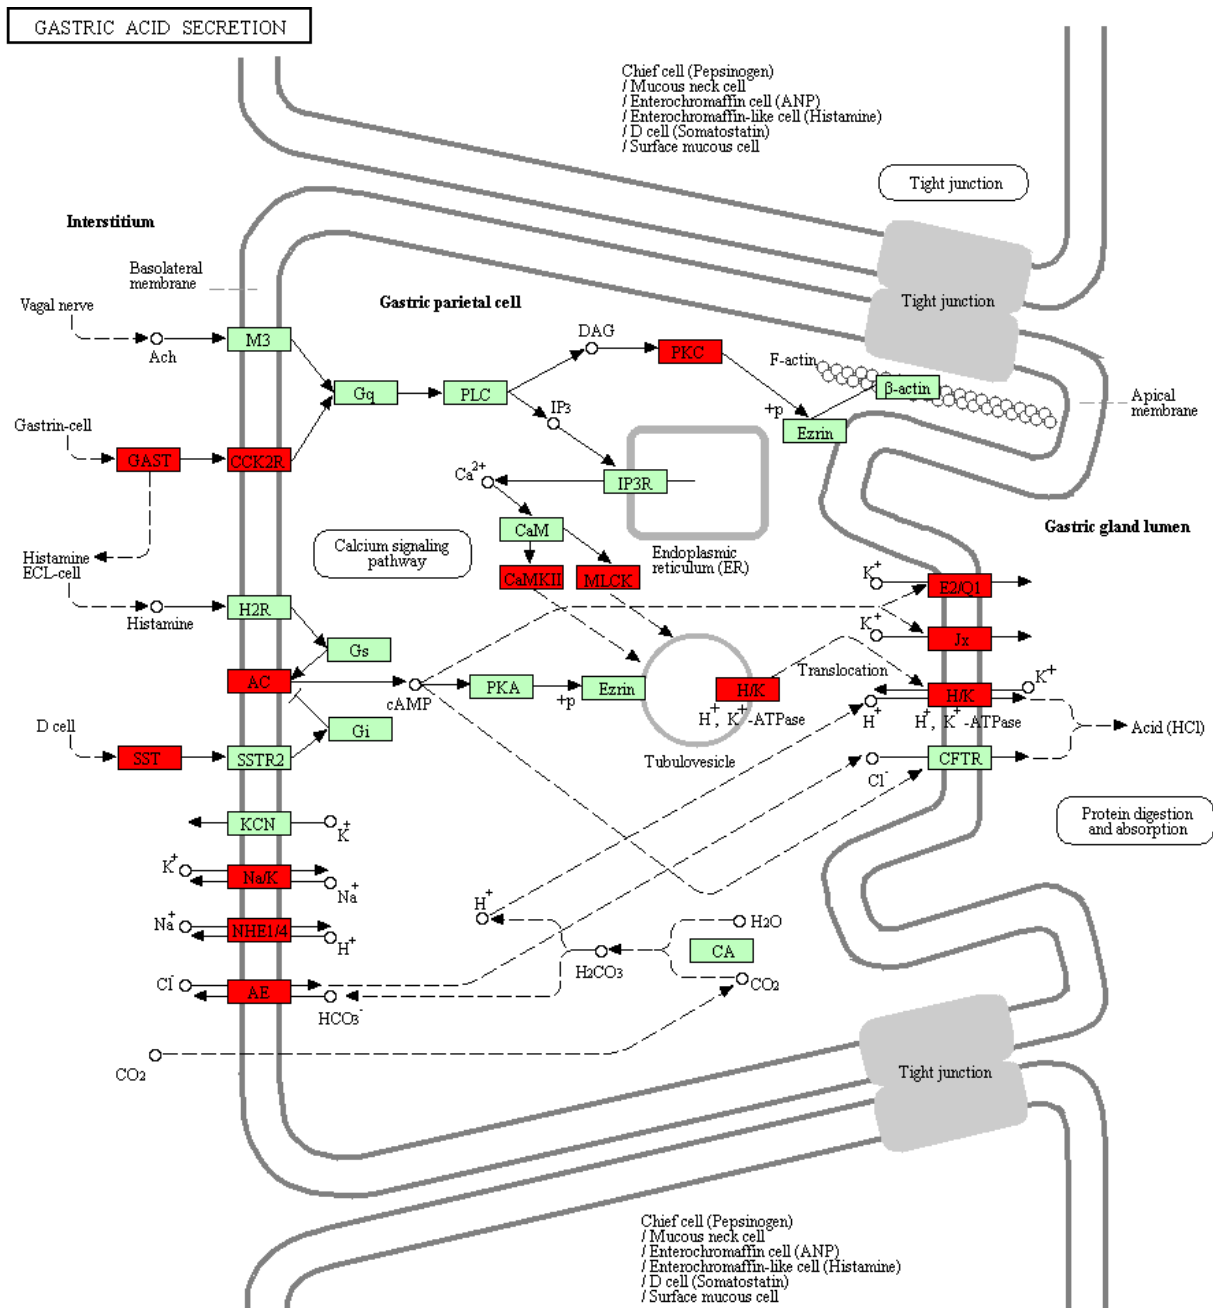 GASTRIC ACID SECRETION
Chief cell (Pepsinogen)
/ Mucous neck cell
/ Enterochromaffin cell (ANP)
/ Enterochromaffin-like cell (Histamine)
/ D cell (Somatostatin)
/ Surface mucous cell
Tight junction
Interstitium
Basolateral
membrane
Gastric parietal cell
Tight junction
Vagal nerve
Ach
M3
DAG
PKC
F-actin
β-actin
Gq
PLC
IP3
+p
Ezrin
Apical
membrane
Gastrin-cell
GAST
CCK2R
Ca2+
IP3R
CaM
Gastric gland lumen
Histamine
ECL-cell
Calcium signaling
pathway
Endoplasmic
reticulum (ER)
CaMKII
MLCK
K+
E2/Q1
Histamine
H2R
K+
Jx
Gs
Translocation
AC
cAMP
PKA
+p
Ezrin
H/K
H+, K+-ATPase
H+
H/K
H+, K+-ATPase
K+
Acid (HCl)
D cell
Gi
SST
SSTR2
Tubulovesicle
Cl-
CFTR
KCN
K+
Protein digestion
and absorption
K+
Na/K
Na+
Na+
NHE1/4
H+
H+
H2O
CA
H2CO3
CO2
Cl-
AE
HCO3-
CO2
Tight junction
Chief cell (Pepsinogen)
/ Mucous neck cell
/ Enterochromaffin cell (ANP)
/ Enterochromaffin-like cell (Histamine)
/ D cell (Somatostatin)
/ Surface mucous cell